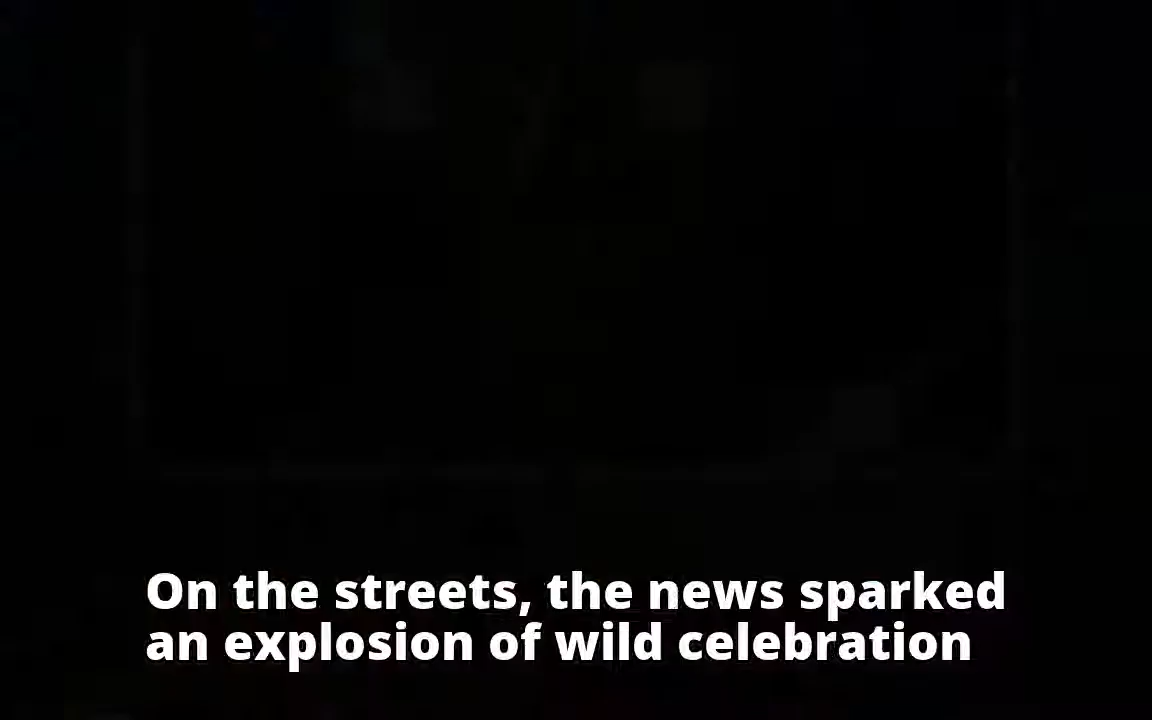 On the streets, the news sparked
an explosion of wild celebration